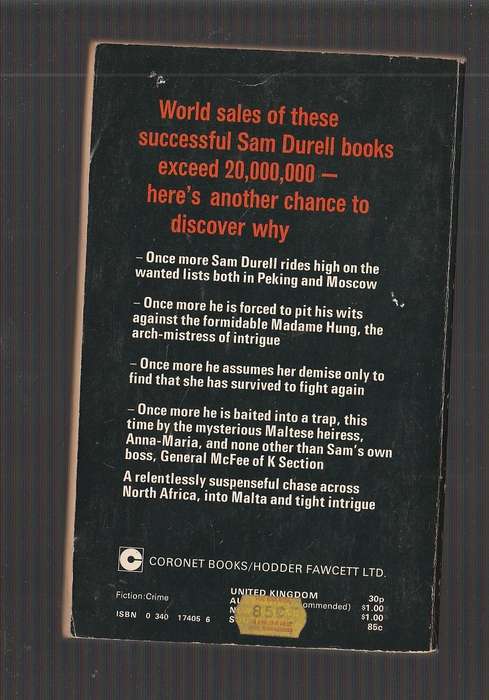 World sales of these
successful Sam Durell books
exceed 20,000,000 —
here's another chance to
discover why
– Once more Sam Durell rides high on the
wanted lists both in Peking and Moscow
– Once more he is forced to pit his wits
against the formidable Madame Hung, the
arch-mistress of intrigue
– Once more he assumes her demise only to
find that she has survived to fight again
– Once more he is baited into a trap, this
time by the mysterious Maltese heiress,
Anna-Maria, and none other than Sam's own
boss, General McFee of K Section
A relentlessly suspenseful chase across
North Africa, into Malta and tight intrigue
CORONET BOOKS/HODDER FAWCETT LTD.
Fiction:Crime
ISBN 0 340 17405 6
UNITED KINGDOM 30p
AU ommended) $1.00
$1.00
85c
85c